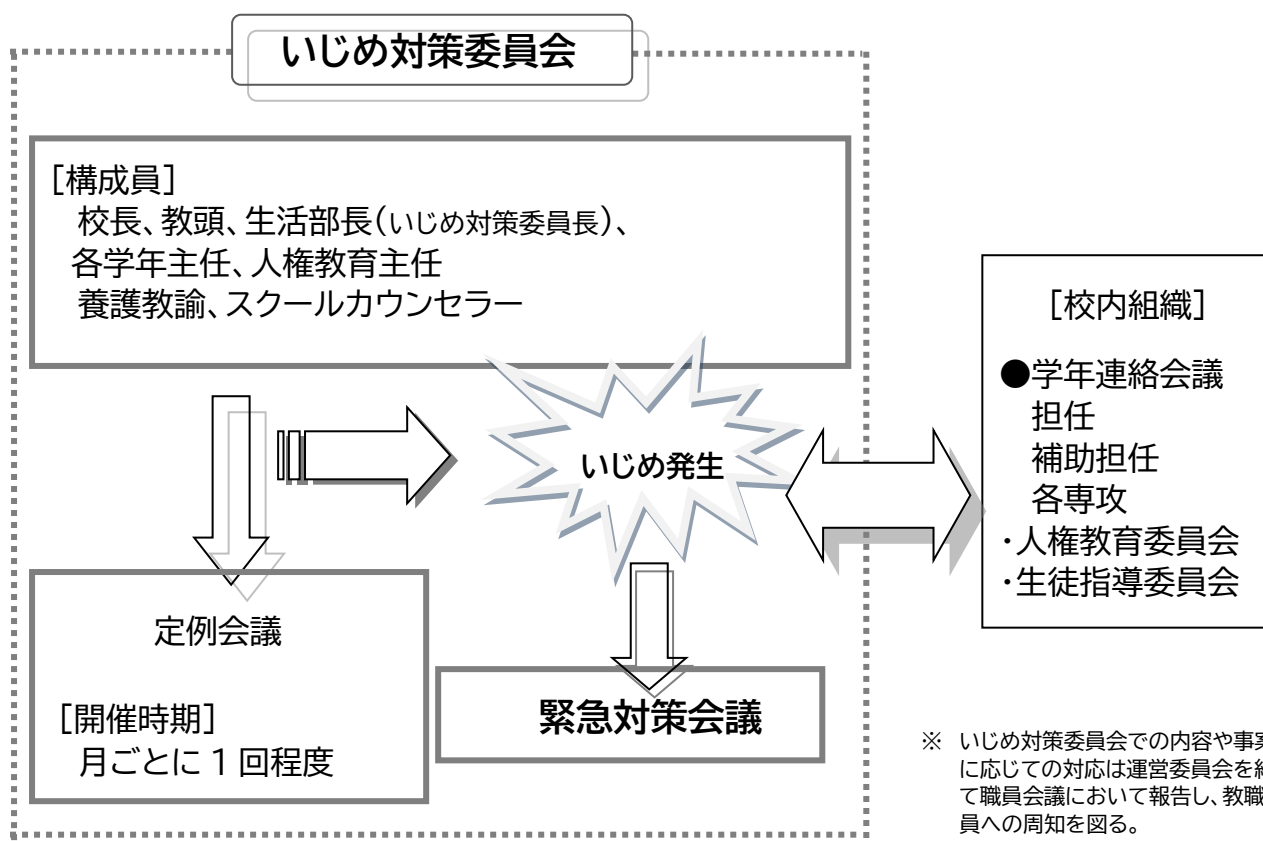 いじめ対策委員会
[構成員]
校長、教頭、生活部長(いじめ対策委員長)、
各学年主任、人権教育主任
養護教諭、スクールカウンセラー
いじめ発生
定例会議
[開催時期]
月ごとに1回程度
緊急対策会議
[校内組織]
●学年連絡会議
担任
補助担任
各専攻
・人権教育委員会
・生徒指導委員会
※ いじめ対策委員会での内容や事案
に応じての対応は運営委員会を経
て職員会議において報告し、教職
員への周知を図る。